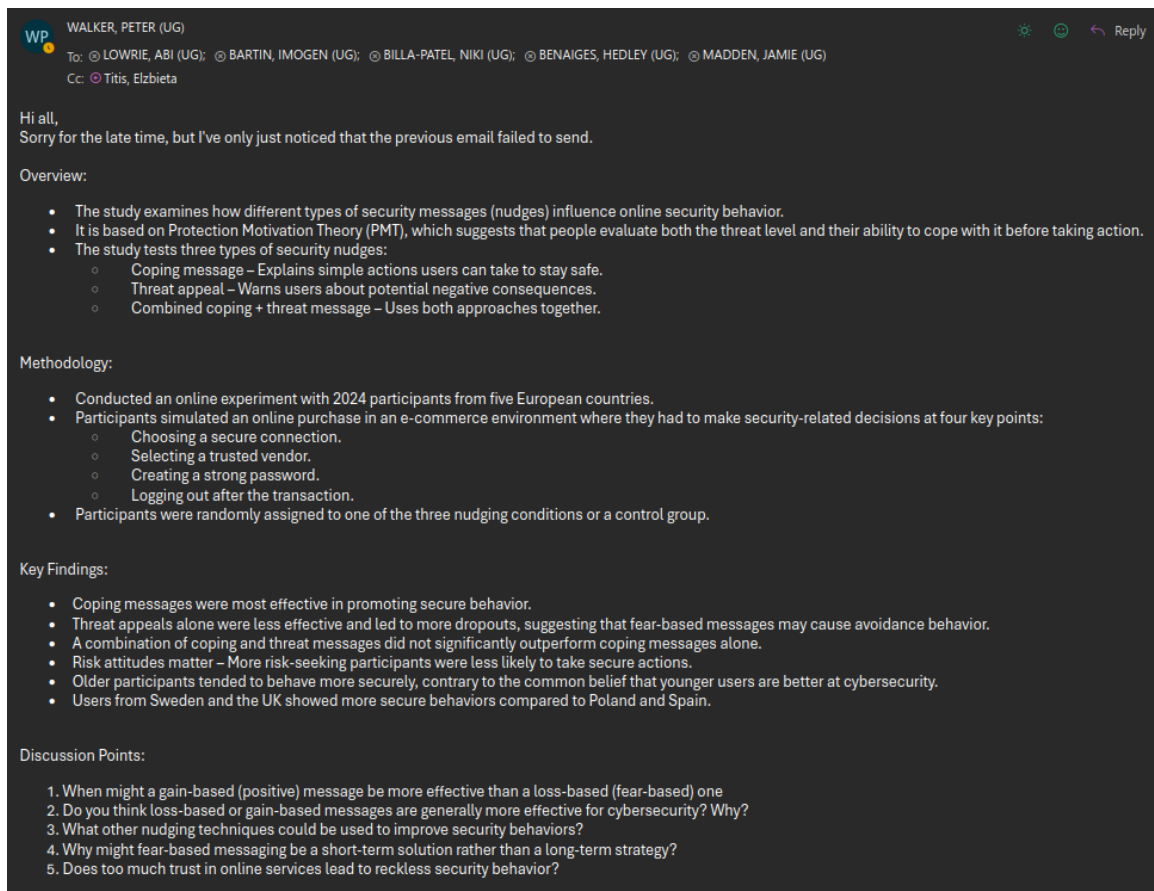 WP
WALKER, PETER (UG)
Reply
To: LOWRIE, ABI (UG); BARTIN, IMOGEN (UG); BILLA-PATEL, NIKI (UG); BENAIGES, HEDLEY (UG); MADDEN, JAMIE (UG)
Cc: Titis, Elzbieta
Hi all,
Sorry for the late time, but I've only just noticed that the previous email failed to send.
Overview:
• The study examines how different types of security messages (nudges) influence online security behavior.
• It is based on Protection Motivation Theory (PMT), which suggests that people evaluate both the threat level and their ability to cope with it before taking action.
• The study tests three types of security nudges:
○ Coping message – Explains simple actions users can take to stay safe.
○ Threat appeal – Warns users about potential negative consequences.
○ Combined coping + threat message – Uses both approaches together.
Methodology:
• Conducted an online experiment with 2024 participants from five European countries.
• Participants simulated an online purchase in an e-commerce environment where they had to make security-related decisions at four key points:
○ Choosing a secure connection.
○ Selecting a trusted vendor.
○ Creating a strong password.
○ Logging out after the transaction.
• Participants were randomly assigned to one of the three nudging conditions or a control group.
Key Findings:
• Coping messages were most effective in promoting secure behavior.
• Threat appeals alone were less effective and led to more dropouts, suggesting that fear-based messages may cause avoidance behavior.
• A combination of coping and threat messages did not significantly outperform coping messages alone.
• Risk attitudes matter – More risk-seeking participants were less likely to take secure actions.
• Older participants tended to behave more securely, contrary to the common belief that younger users are better at cybersecurity.
• Users from Sweden and the UK showed more secure behaviors compared to Poland and Spain.
Discussion Points:
1. When might a gain-based (positive) message be more effective than a loss-based (fear-based) one
2. Do you think loss-based or gain-based messages are generally more effective for cybersecurity? Why?
3. What other nudging techniques could be used to improve security behaviors?
4. Why might fear-based messaging be a short-term solution rather than a long-term strategy?
5. Does too much trust in online services lead to reckless security behavior?